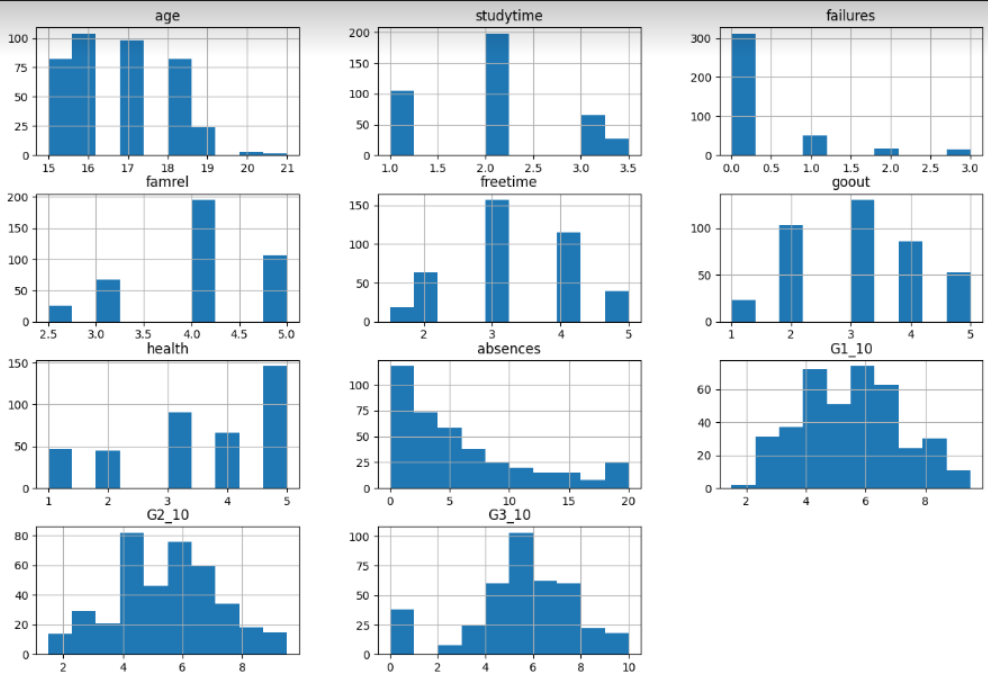 age studytime failures
100 200 300
75 150 200
50 100 100
25 50
0 0 0
15 16 17 18 19 20 21 1.0 1.5 2.0 2.5 3.0 3.5 0.0 0.5 1.0 1.5 2.0 2.5 3.0
famrel freetime goout
200 150 100
150 100 50
100 50
50
0 0 0
2.5 3.0 3.5 4.0 4.5 5.0 2 3 4 5 1 2 3 4 5
health absences G1_10
150 100 60
100 75 40
50 50 20
25
0 0 0
1 2 3 4 5 0 5 10 15 20 2 4 6 8
G2_10 G3_10
80 100
60 75
40 50
20 25
0 0
2 4 6 8 0 2 4 6 8 10